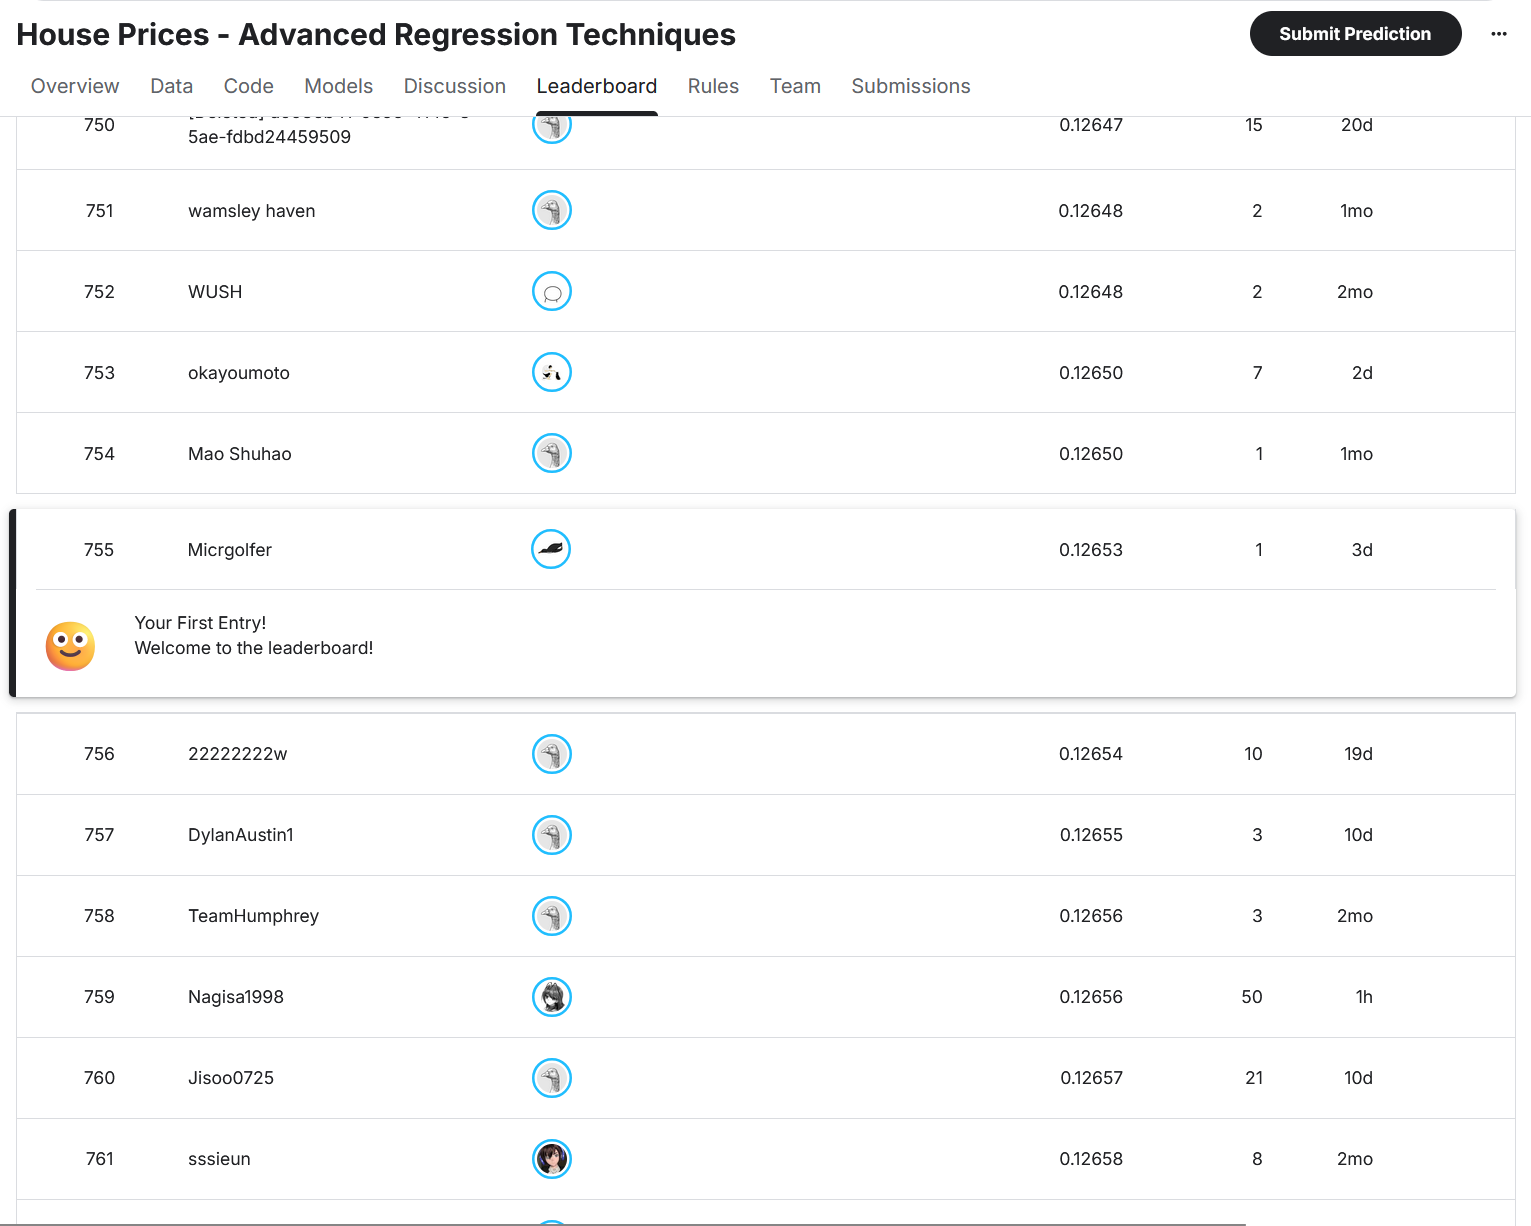 House Prices - Advanced Regression Techniques
Submit Prediction
Overview Data Code Models Discussion Leaderboard Rules Team Submissions
750 5ae-fdbd24459509 0.12647 15 20d
751 wamsley haven 0.12648 2 1mo
752 WUSH 0.12648 2 2mo
753 okayoumoto 0.12650 7 2d
754 Mao Shuhao 0.12650 1 1mo
755 Micrgolfer 0.12653 1 3d
Your First Entry!
Welcome to the leaderboard!
756 22222222w 0.12654 10 19d
757 DylanAustin1 0.12655 3 10d
758 TeamHumphrey 0.12656 3 2mo
759 Nagisa1998 0.12656 50 1h
760 Jisoo0725 0.12657 21 10d
761 sssieun 0.12658 8 2mo